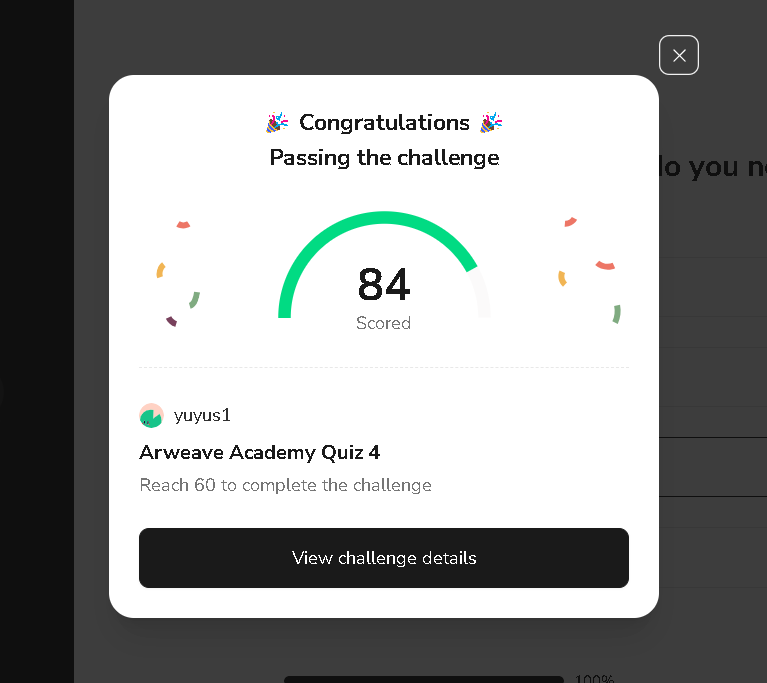 🎉 Congratulations 🎉
Passing the challenge
do you n
84
Scored
yuyus1
Arweave Academy Quiz 4
Reach 60 to complete the challenge
View challenge details
100%